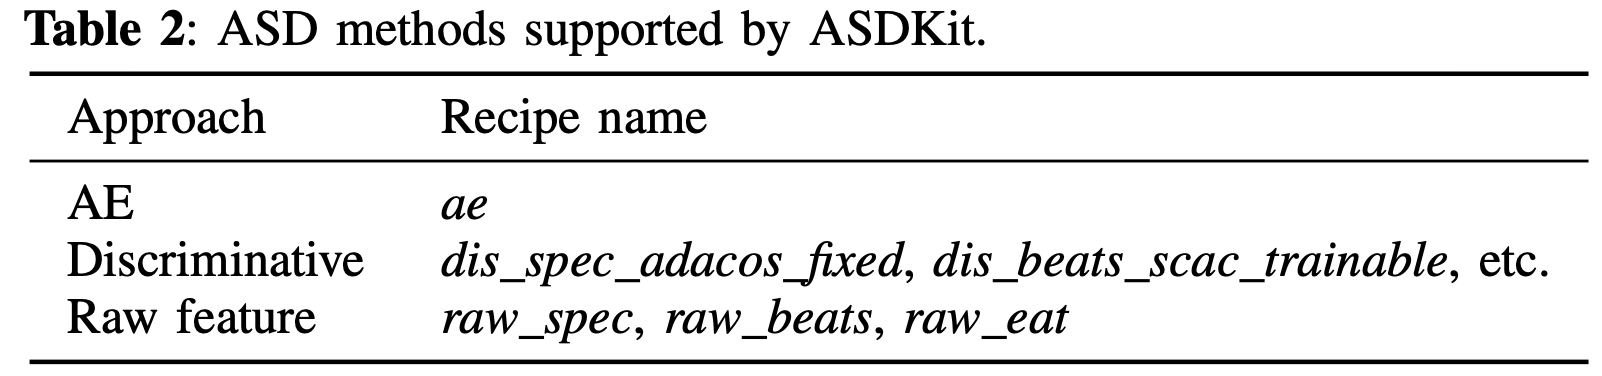 Table 2: ASD methods supported by ASDKit.
Approach Recipe name
AE ae
Discriminative dis_spec_adacos_fixed, dis_beats_scac_trainable, etc.
Raw feature raw_spec, raw_beats, raw_eat